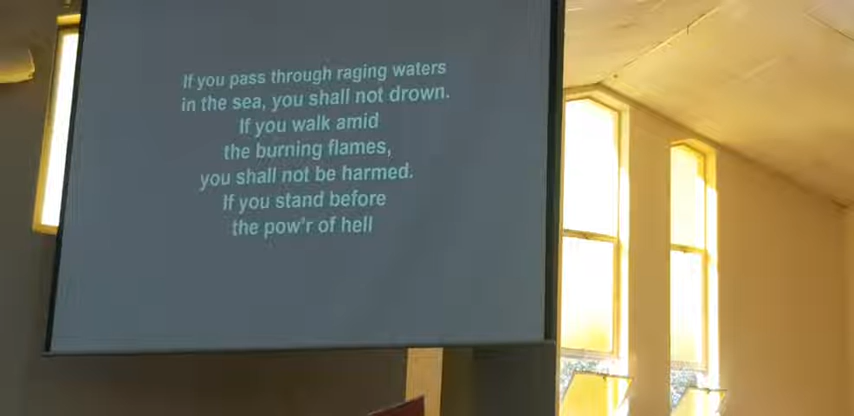 If you pass through raging waters
in the sea, you shall not drown.
If you walk amid
the burning flames,
you shall not be harmed.
If you stand before
the pow'r of hell